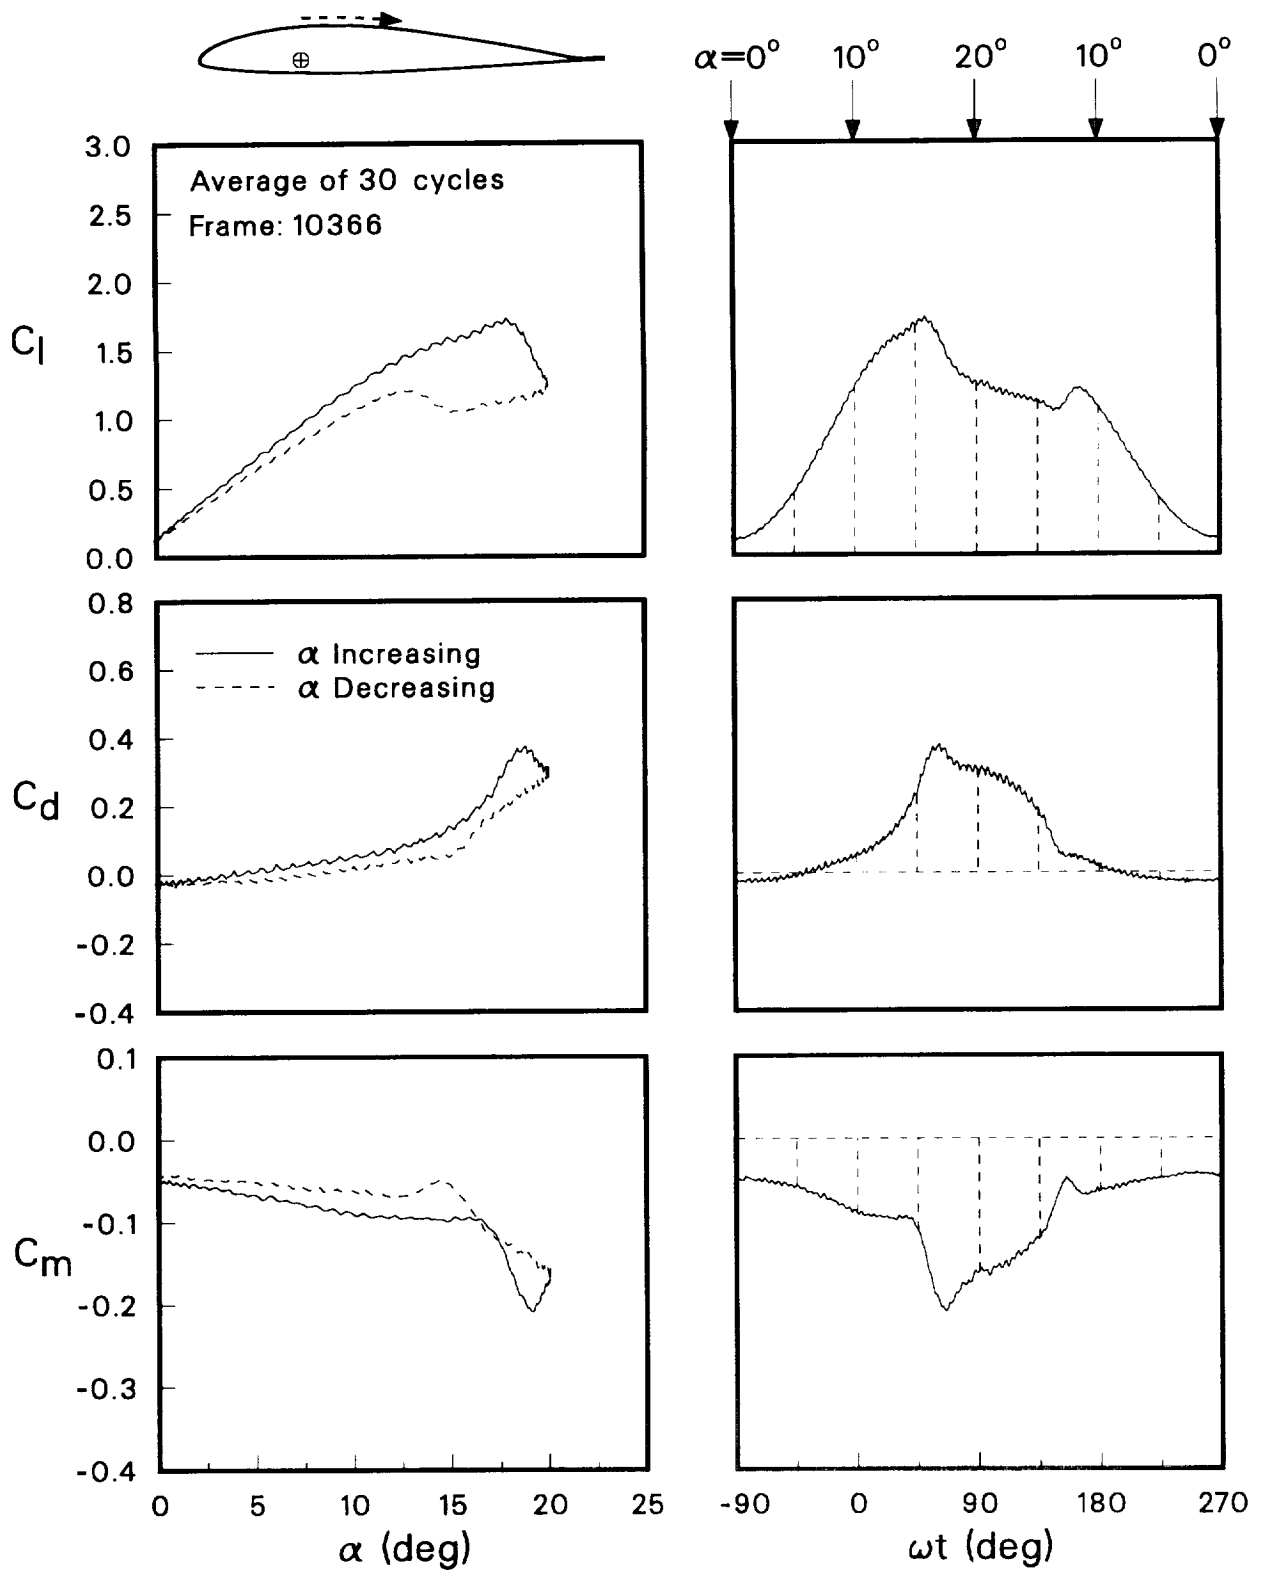 α=0° 10° 20° 10° 0°
3.0
2.5
2.0
1.5
1.0
0.5
0.0
Cl
Average of 30 cycles
Frame: 10366
0.8
0.6
0.4
0.2
0.0
-0.2
-0.4
Cd
α Increasing
α Decreasing
0.1
0.0
-0.1
-0.2
-0.3
-0.4
Cm
0 5 10 15 20 25
α (deg)
-90 0 90 180 270
ωt (deg)